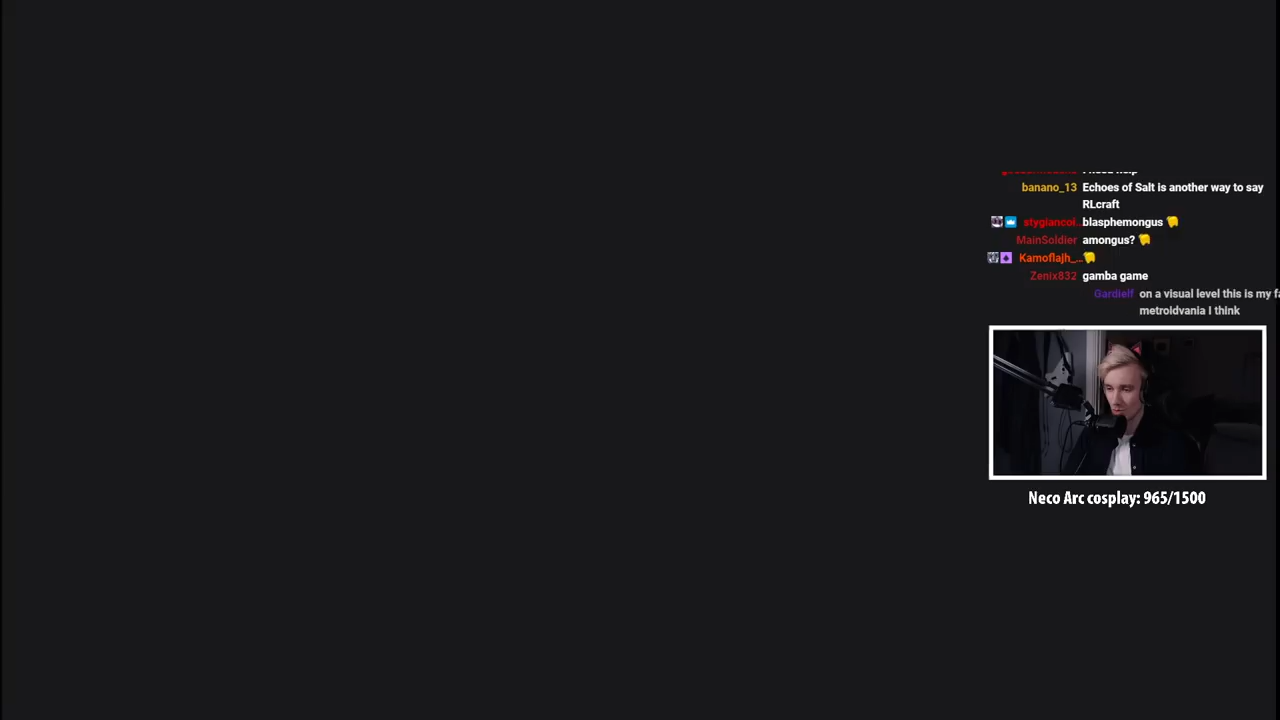 banano_13 Echoes of Salt is another way to say
RLcraft
stygiancoi... blasphemongus
MainSoldier amongus?
Kamoflajh_...
Zenix832 gamba game
Gardielf on a visual level this is my fa
metroidvania I think
Neco Arc cosplay: 965/1500